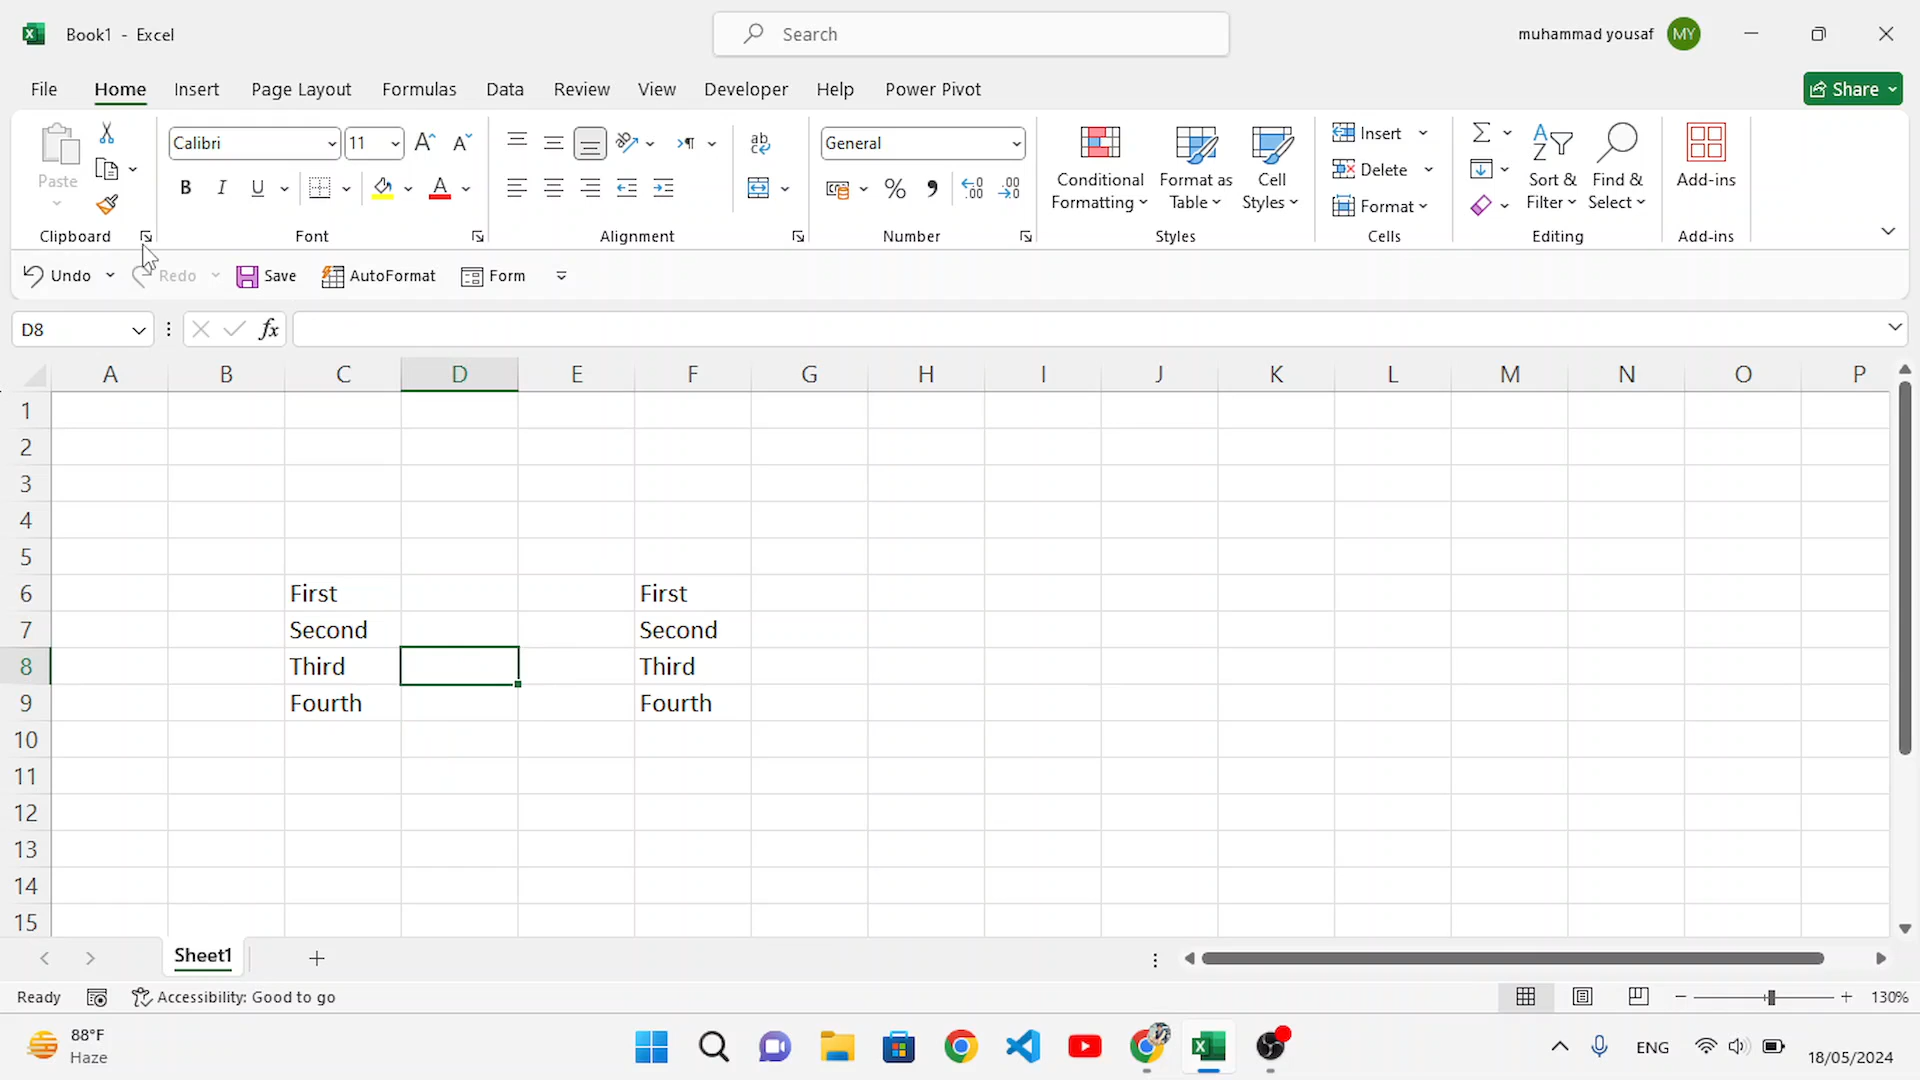 Book1 - Excel
Search
muhammad yousaf MY
File Home Insert Page Layout Formulas Data Review View Developer Help Power Pivot Share
Paste
Calibri 11
B I U A
ab
General
% 9
Conditional Formatting
Format as Table
Cell Styles
Insert
Delete
Format
Sort & Filter
Find & Select
Add-ins
Clipboard Font Alignment Number Styles Cells Editing Add-ins
Undo Redo Save AutoFormat Form
D8 fx
A B C D E F G H I J K L M N O P
1
2
3
4
5
6 First First
7 Second Second
8 Third Third
9 Fourth Fourth
10
11
12
13
14
15
Sheet1 +
Ready Accessibility: Good to go 130%
88°F
Haze
ENG
18/05/2024